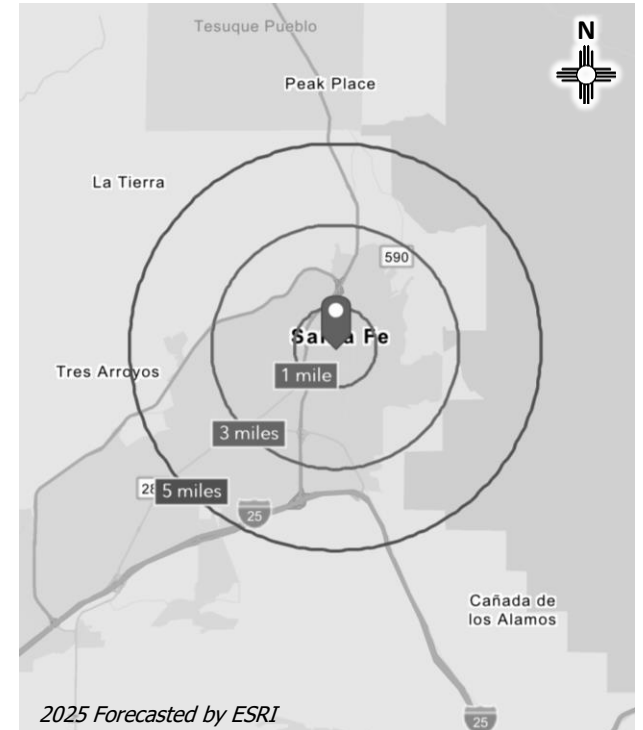 Tesuque Pueblo
N
Peak Place
La Tierra
590
Santa Fe
1 mile
Tres Arroyos
3 miles
28
5 miles
25
Cañada de
los Alamos
2025 Forecasted by ESRI
25